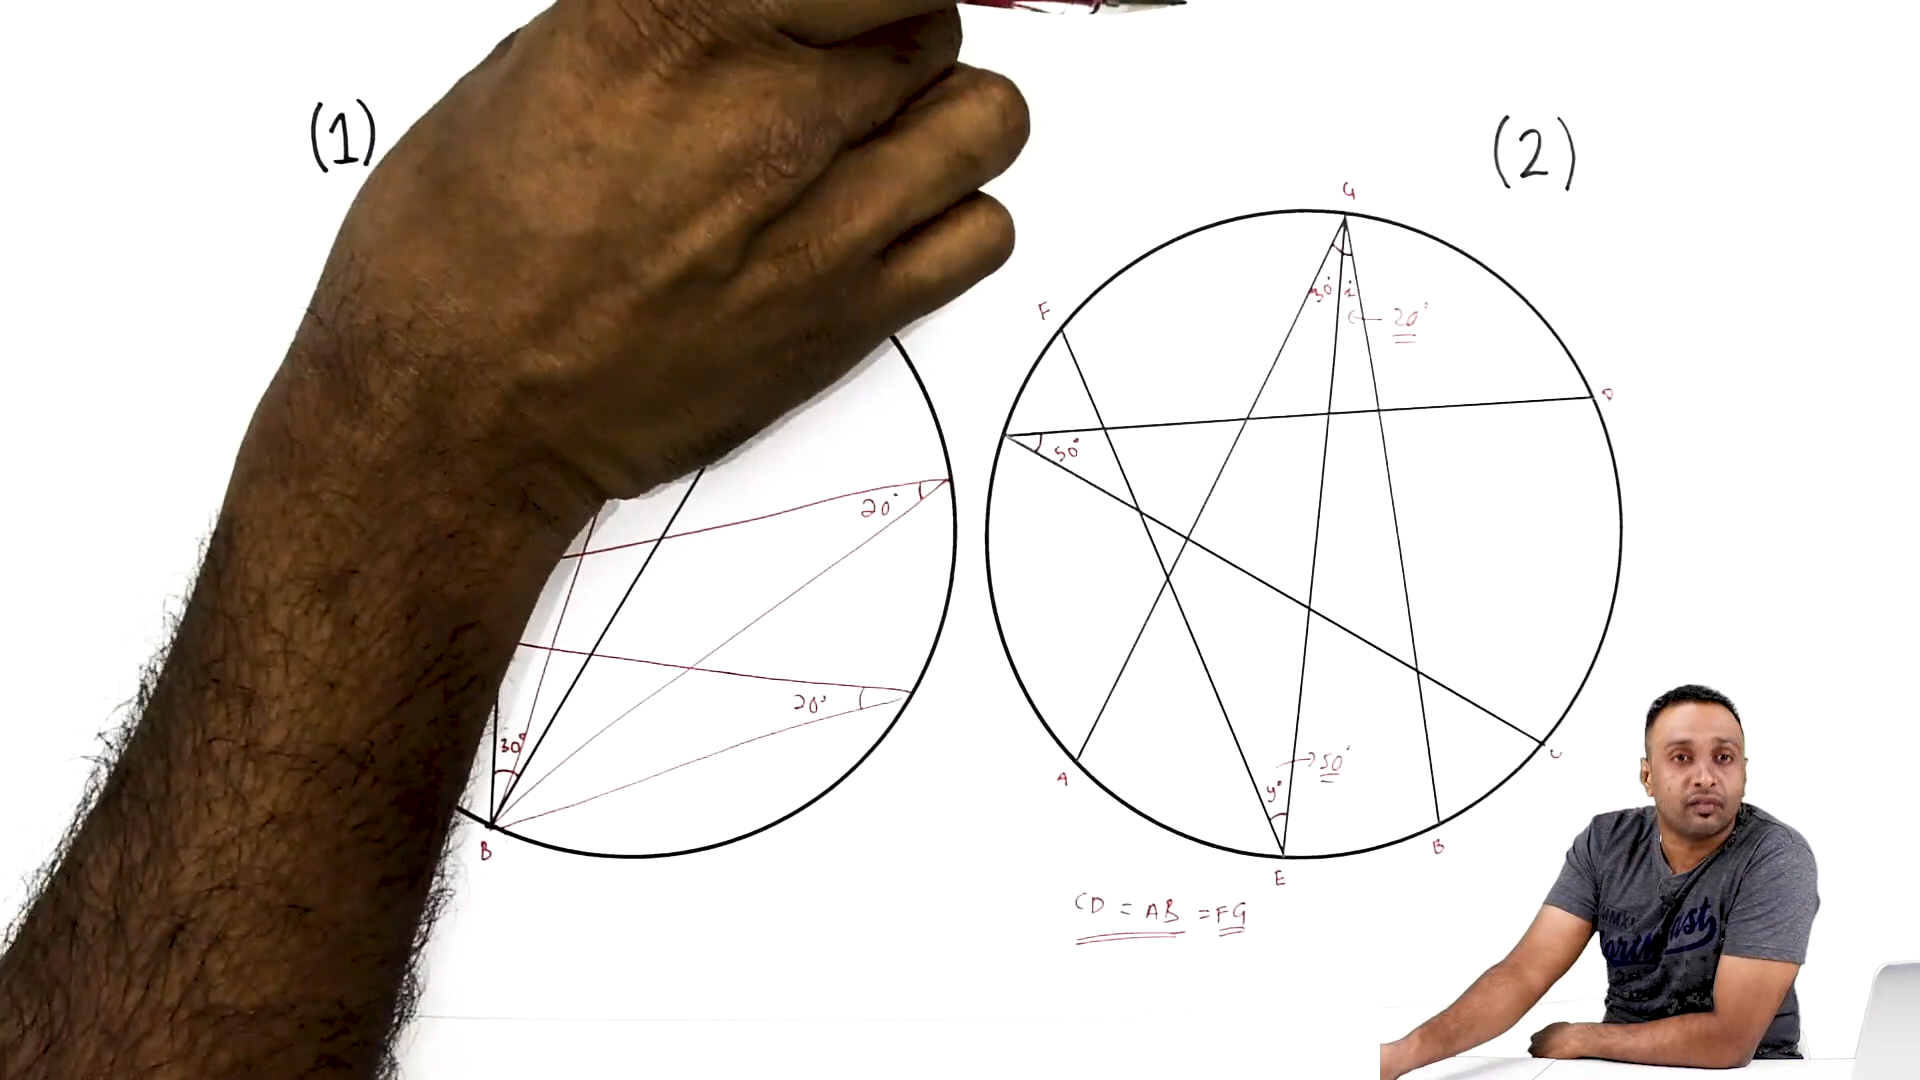 (1)
(2)
G
F
30° x°
20°
D
50°
20°
20°
30°
50°
y°
A
C
B
B
E
CD = AB = FG